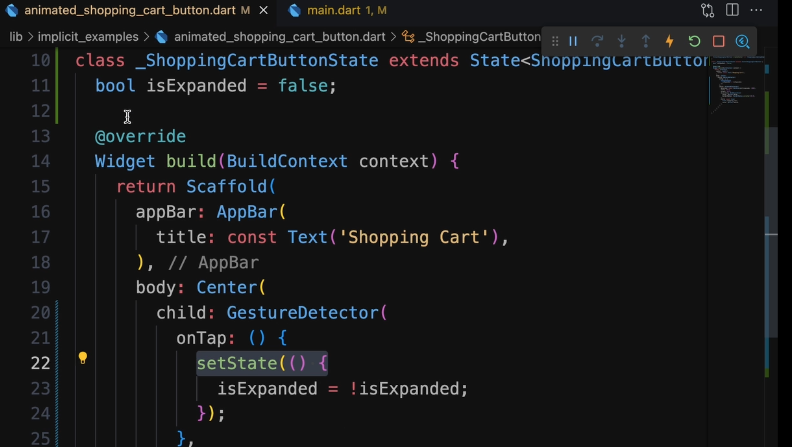 animated_shopping_cart_button.dart M
main.dart 1, M
lib > implicit_examples > animated_shopping_cart_button.dart > _ShoppingCartButton
10 class _ShoppingCartButtonState extends State<ShoppingCartButton
11 bool isExpanded = false;
12
13 @override
14 Widget build(BuildContext context) {
15 return Scaffold(
16 appBar: AppBar(
17 title: const Text('Shopping Cart'),
18 ), // AppBar
19 body: Center(
20 child: GestureDetector(
21 onTap: () {
22 setState(() {
23 isExpanded = !isExpanded;
24 });
25 },